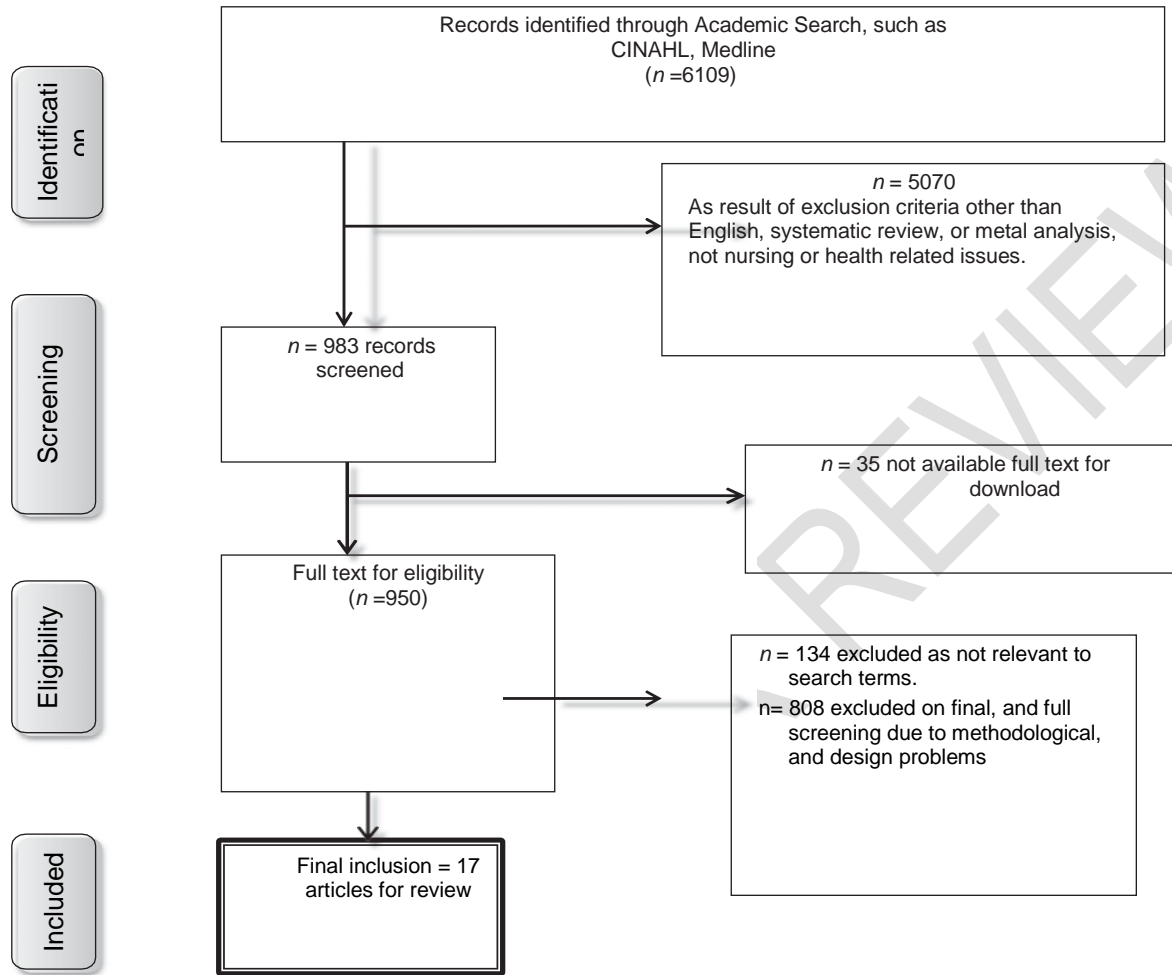 Records identified through Academic Search, such as
CINAHL, Medline
(n =6109)
Identificati
on
n = 5070
As result of exclusion criteria other than
English, systematic review, or metal analysis,
not nursing or health related issues.
Screening
n = 983 records
screened
n = 35 not available full text for
download
Eligibility
Full text for eligibility
(n =950)
n = 134 excluded as not relevant to
search terms.
n= 808 excluded on final, and full
screening due to methodological,
and design problems
Included
Final inclusion = 17
articles for review
REVIEW